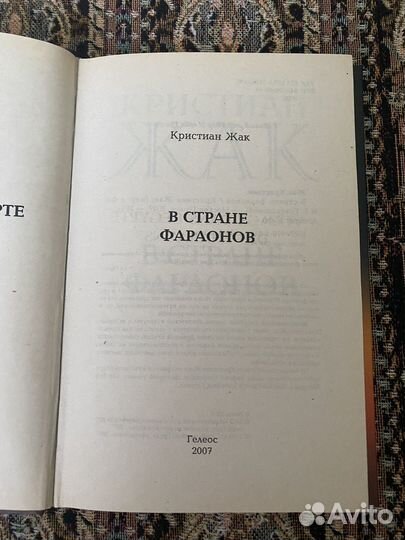 РТЕ
Кристиан Жак
В СТРАНЕ
ФАРАОНОВ
Гелеос
2007
Avito